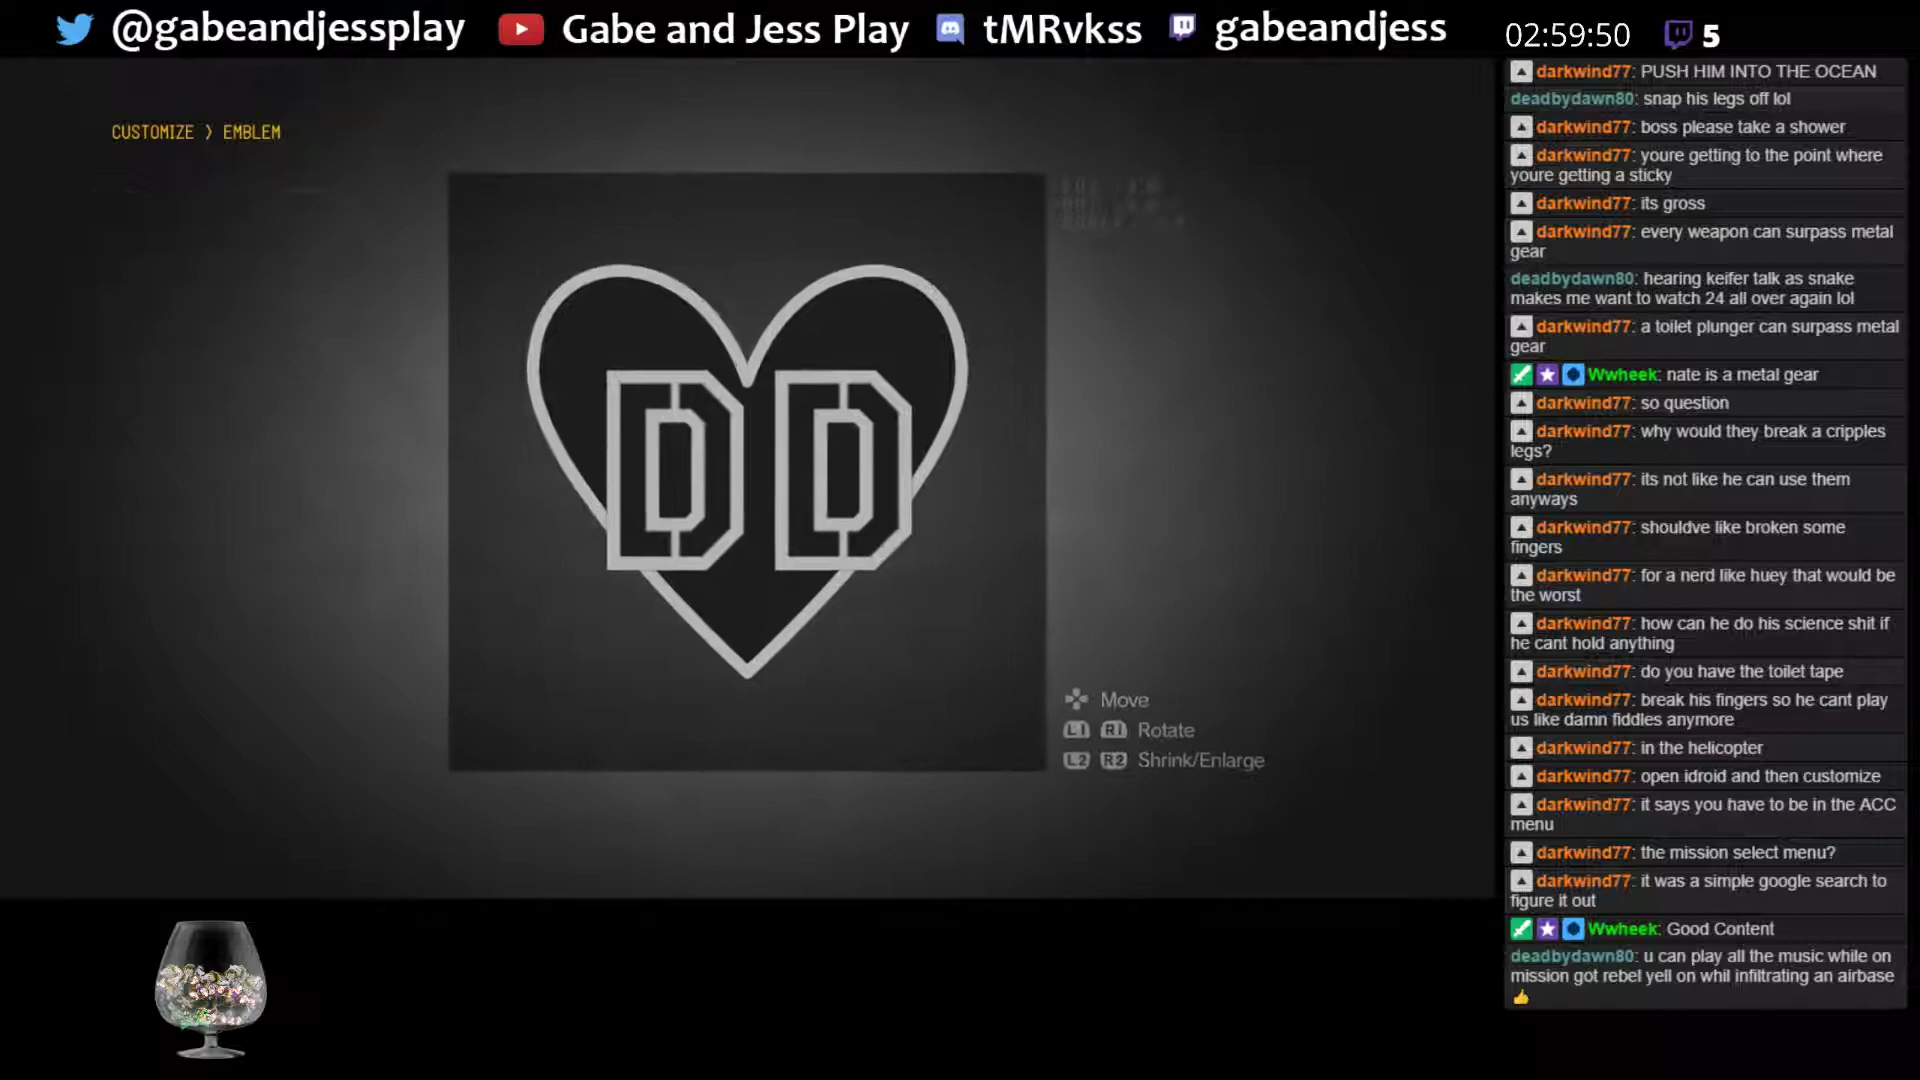 @gabeandjessplay Gabe and Jess Play tMRvkss gabeandjess 02:59:50 5
CUSTOMIZE > EMBLEM
DD
Move
L1 R1 Rotate
L2 R2 Shrink/Enlarge
darkwind77: PUSH HIM INTO THE OCEAN
deadbydawn80: snap his legs off lol
darkwind77: boss please take a shower
darkwind77: youre getting to the point where
youre getting a sticky
darkwind77: its gross
darkwind77: every weapon can surpass metal
gear
deadbydawn80: hearing keifer talk as snake
makes me want to watch 24 all over again lol
darkwind77: a toilet plunger can surpass metal
gear
Wwheek: nate is a metal gear
darkwind77: so question
darkwind77: why would they break a cripples
legs?
darkwind77: its not like he can use them
anyways
darkwind77: shouldve like broken some
fingers
darkwind77: for a nerd like huey that would be
the worst
darkwind77: how can he do his science shit if
he cant hold anything
darkwind77: do you have the toilet tape
darkwind77: break his fingers so he cant play
us like damn fiddles anymore
darkwind77: in the helicopter
darkwind77: open idroid and then customize
darkwind77: it says you have to be in the ACC
menu
darkwind77: the mission select menu?
darkwind77: it was a simple google search to
figure it out
Wwheek: Good Content
deadbydawn80: u can play all the music while on
mission got rebel yell on whil infiltrating an airbase
👍